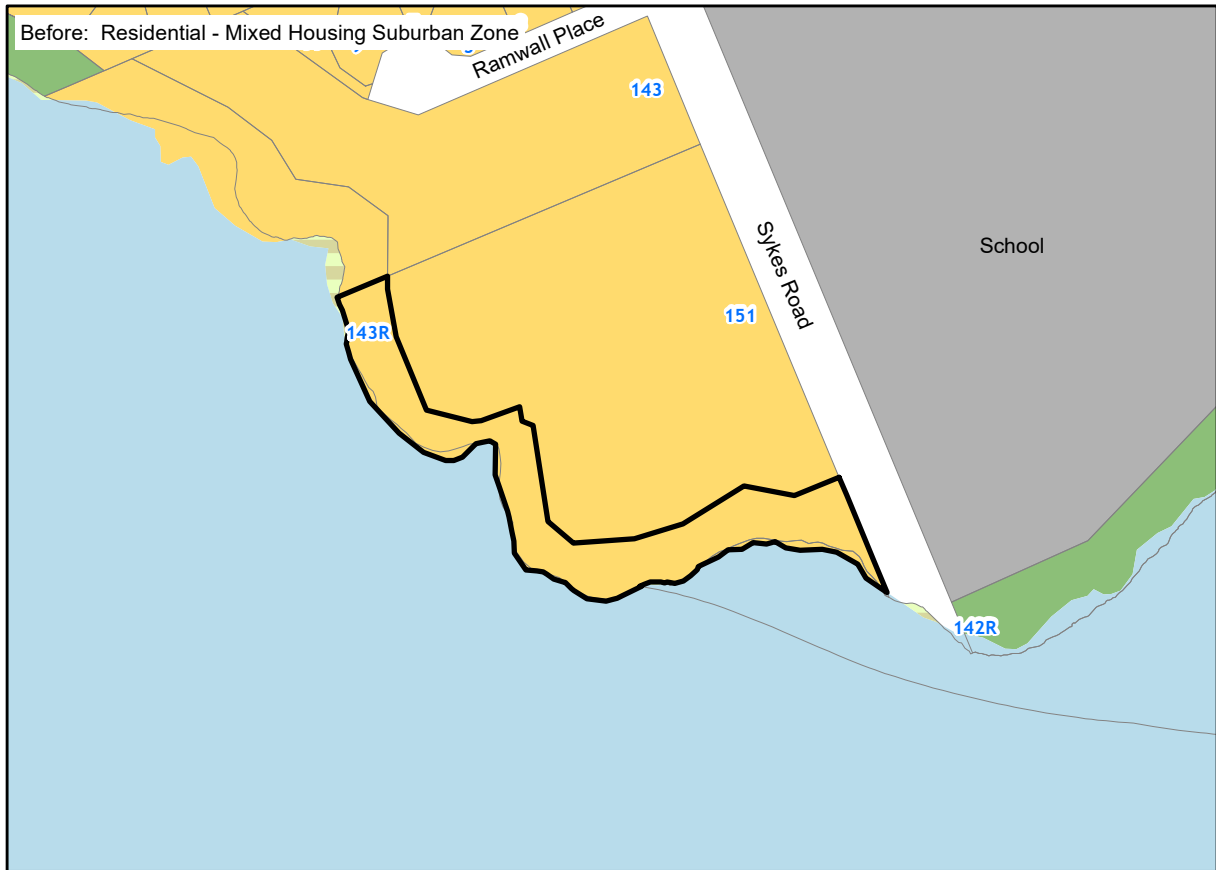 Before: Residential - Mixed Housing Suburban Zone
Ramwall Place
143
Sykes Road
School
151
143R
142R